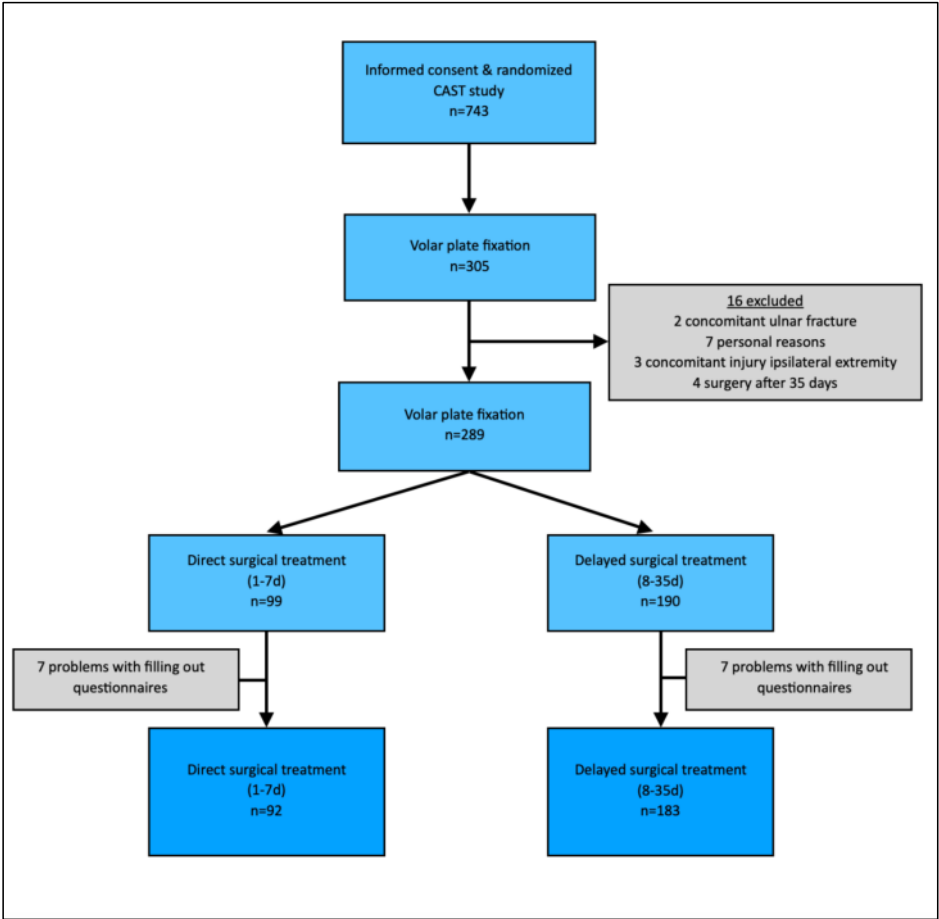 Informed consent & randomized
CAST study
n=743
Volar plate fixation
n=305
16 excluded
2 concomitant ulnar fracture
7 personal reasons
3 concomitant injury ipsilateral extremity
4 surgery after 35 days
Volar plate fixation
n=289
Direct surgical treatment
(1-7d)
n=99
Delayed surgical treatment
(8-35d)
n=190
7 problems with filling out
questionnaires
7 problems with filling out
questionnaires
Direct surgical treatment
(1-7d)
n=92
Delayed surgical treatment
(8-35d)
n=183